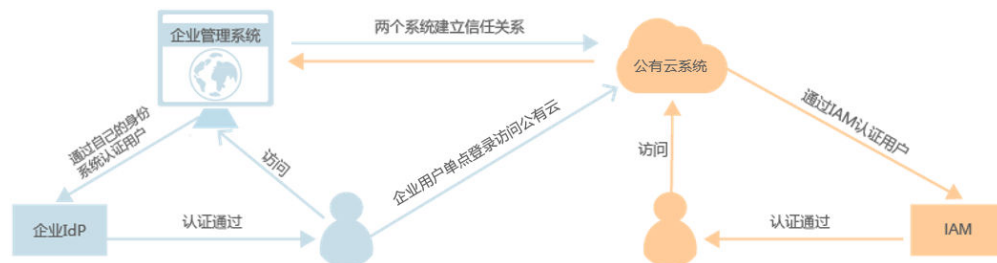 企业管理系统
两个系统建立信任关系
公有云系统
通过自己的身份
系统认证用户
访问
企业用户单点登录访问公有云
访问
通过IAM认证用户
企业IdP
认证通过
认证通过
IAM